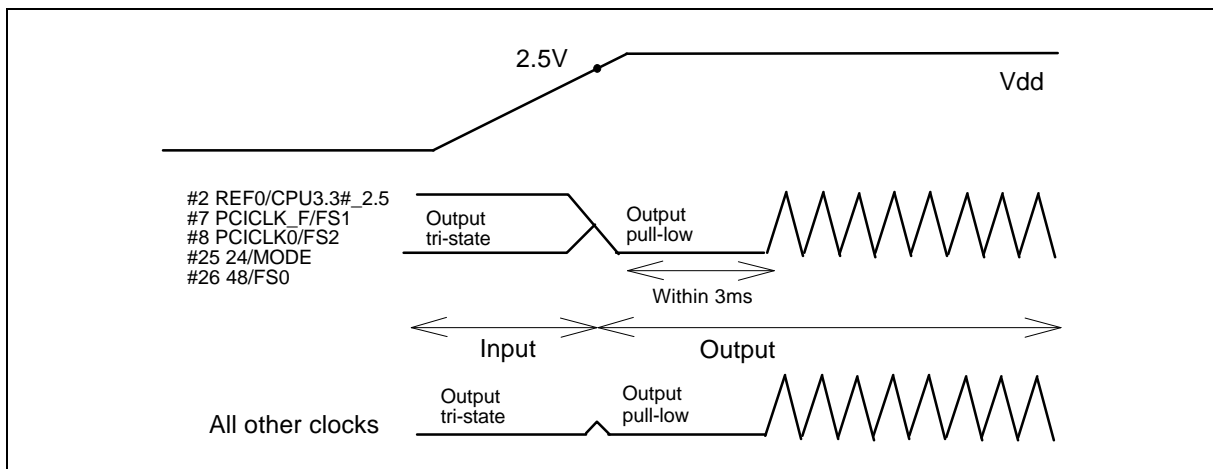 2.5V
Vdd
#2 REF0/CPU3.3#_2.5
#7 PCICLK_F/FS1
#8 PCICLK0/FS2
#25 24/MODE
#26 48/FS0
Output
tri-state
Output
pull-low
Within 3ms
Input
Output
All other clocks
Output
tri-state
Output
pull-low